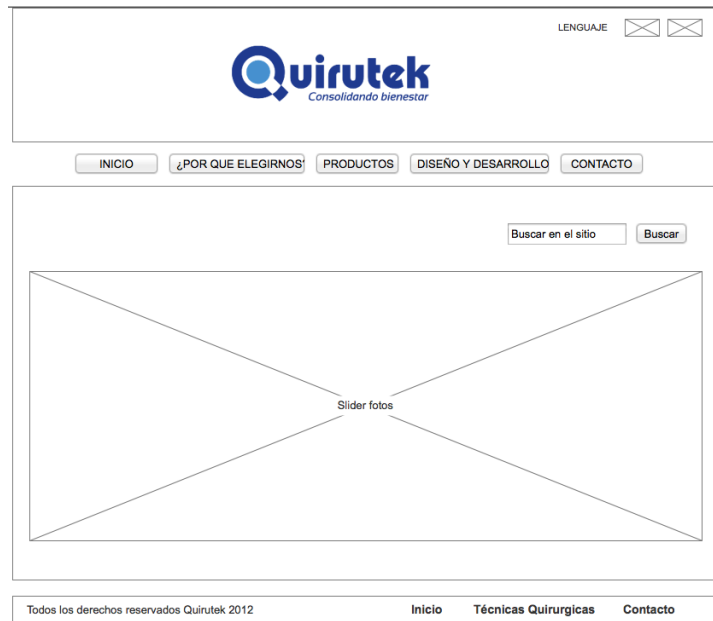 LENGUAJE
Quirutek
Consolidando bienestar
INICIO ¿POR QUE ELEGIRNOS? PRODUCTOS DISEÑO Y DESARROLLO CONTACTO
Buscar en el sitio Buscar
Slider fotos
Todos los derechos reservados Quirutek 2012 Inicio Técnicas Quirurgicas Contacto